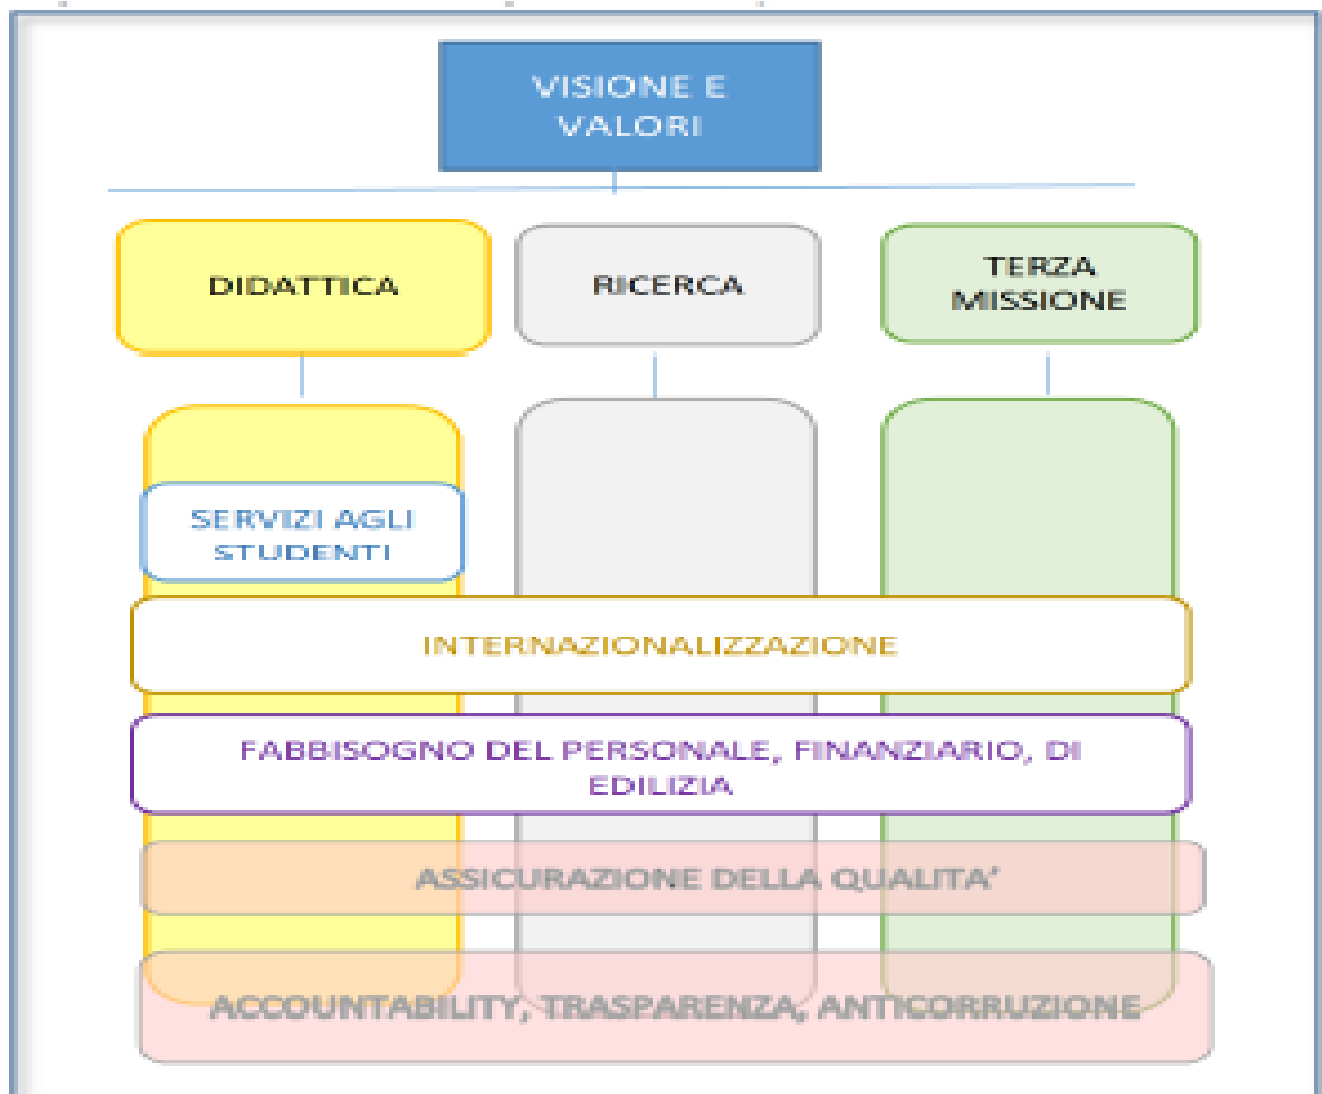 VISIONE E
VALORI
DIDATTICA
RICERCA
TERZA
MISSIONE
SERVIZI AGLI
STUDENTI
INTERNAZIONALIZZAZIONE
FABBISOGNO DEL PERSONALE, FINANZIARIO, DI
EDILIZIA
ASSICURAZIONE DELLA QUALITA'
ACCOUNTABILITY, TRASPARENZA, ANTICORRUZIONE